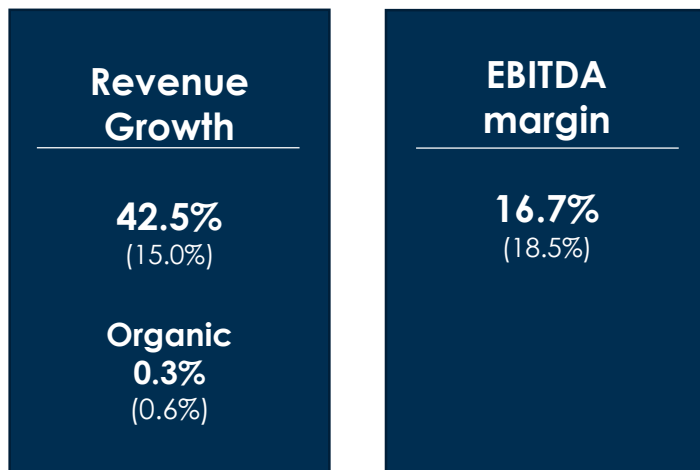 Revenue
Growth
42.5%
(15.0%)
Organic
0.3%
(0.6%)
EBITDA
margin
16.7%
(18.5%)